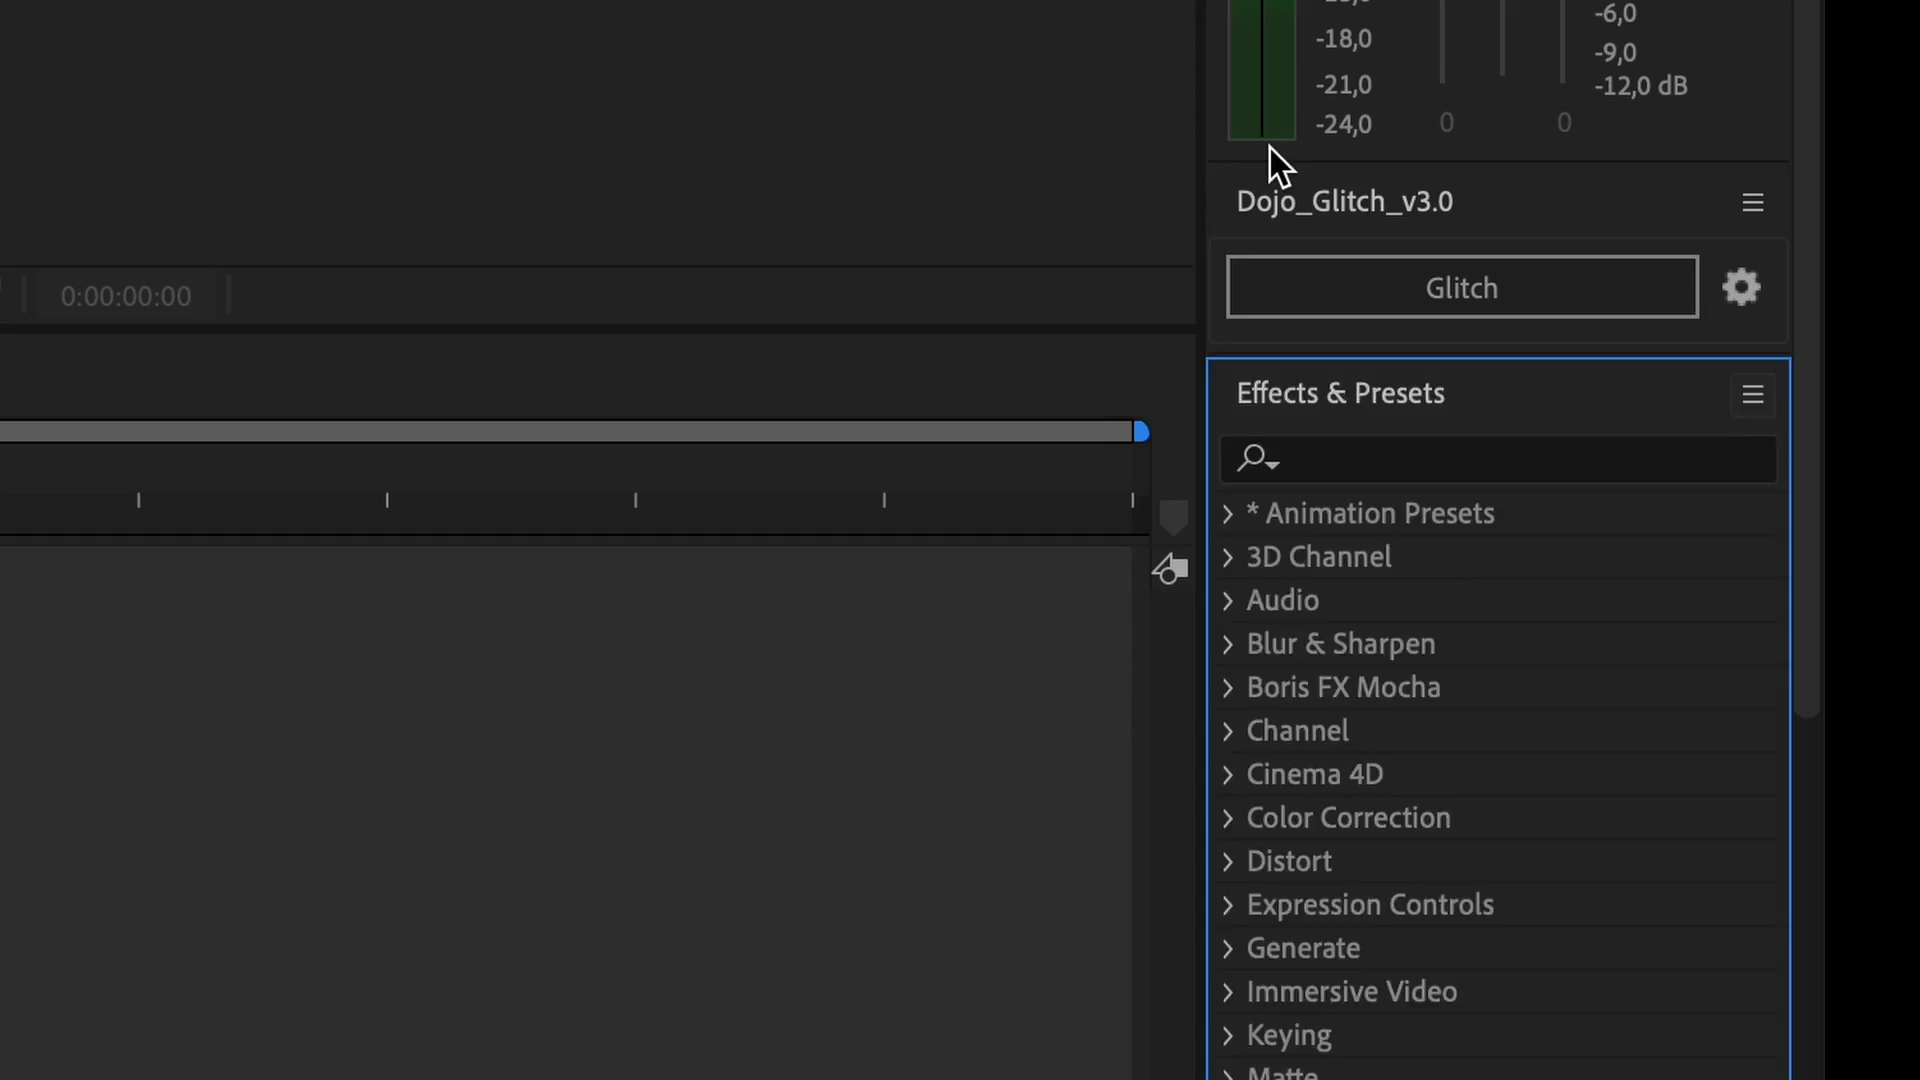 -6,0
-18,0
-9,0
-21,0
-12,0 dB
-24,0
0
0
Dojo_Glitch_v3.0
Glitch
0:00:00:00
Effects & Presets
* Animation Presets
3D Channel
Audio
Blur & Sharpen
Boris FX Mocha
Channel
Cinema 4D
Color Correction
Distort
Expression Controls
Generate
Immersive Video
Keying
Matte